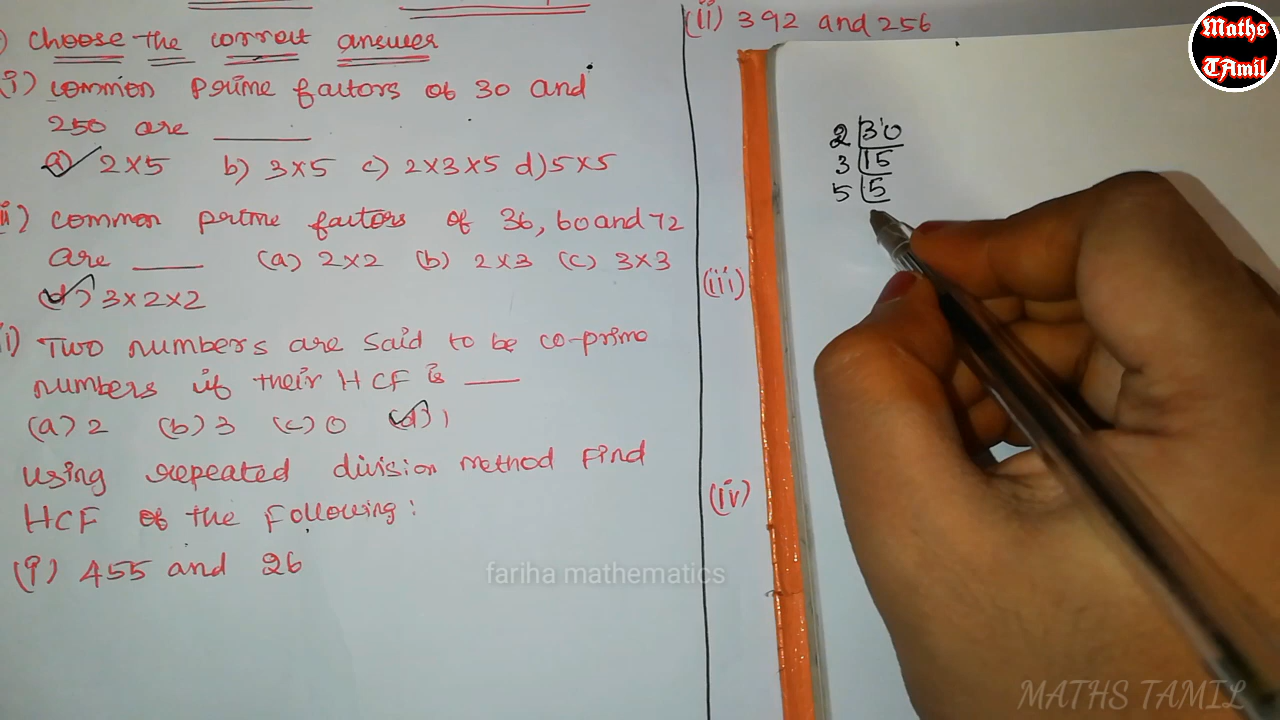 choose the correct answer
(i) common prime factors of 30 and
250 are ______
a) 2×5 b) 3×5 c) 2×3×5 d) 5×5
ii) common prime factors of 36, 60 and 72
are ____ (a) 2×2 (b) 2×3 (c) 3×3
(d) 3×2×2
i) Two numbers are said to be co-prime
numbers if their HCF is ___
(a) 2 (b) 3 (c) 0 (d) 1
Using repeated division method Find
HCF of the following:
(i) 455 and 26
(ii) 392 and 256
2 30
3 15
5 5
(iii)
(iv)
Maths
TAmil
fariha mathematics
MATHS TAMIL